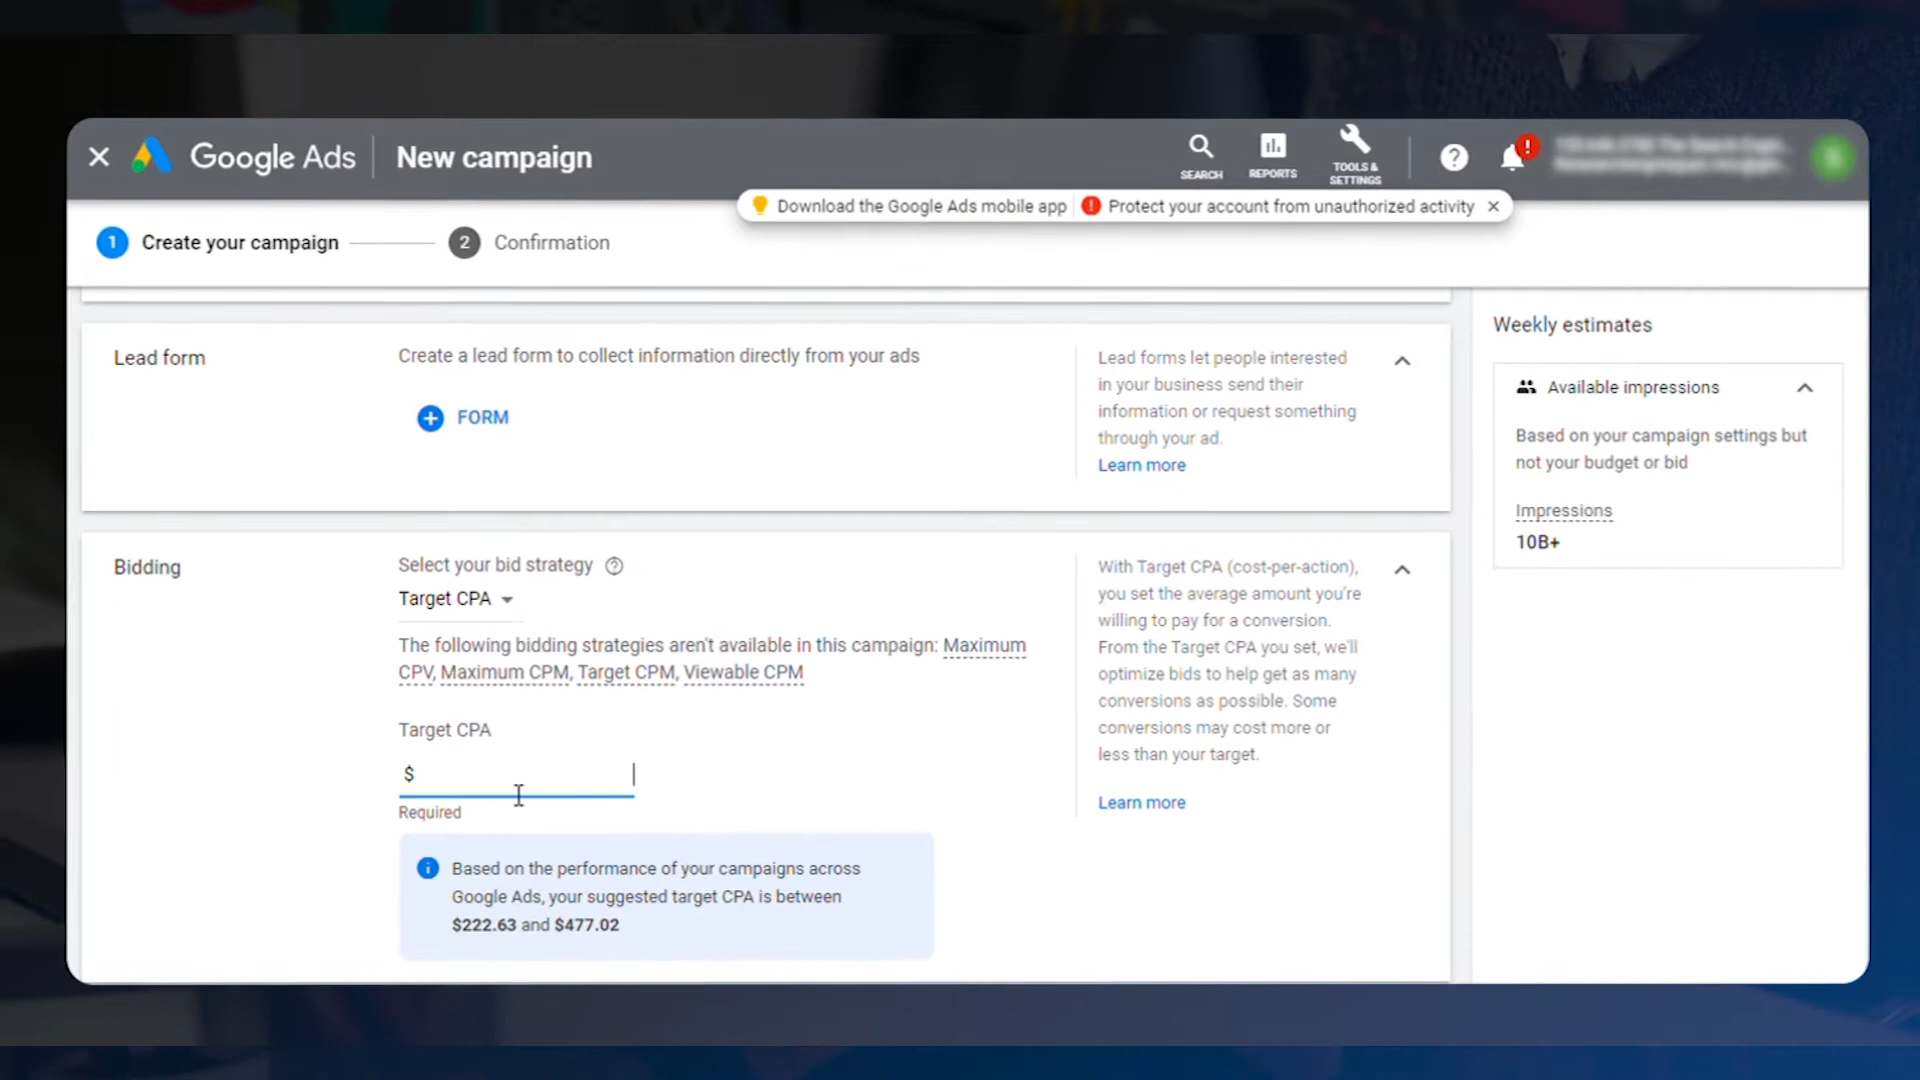 Google Ads
New campaign
SEARCH
REPORTS
TOOLS &
SETTINGS
Download the Google Ads mobile app
Protect your account from unauthorized activity
1 Create your campaign
2 Confirmation
Lead form
Create a lead form to collect information directly from your ads
FORM
Lead forms let people interested
in your business send their
information or request something
through your ad.
Learn more
Weekly estimates
Available impressions
Based on your campaign settings but
not your budget or bid
Impressions
10B+
Bidding
Select your bid strategy
Target CPA
The following bidding strategies aren't available in this campaign: Maximum
CPV, Maximum CPM, Target CPM, Viewable CPM
Target CPA
$
Required
Based on the performance of your campaigns across
Google Ads, your suggested target CPA is between
$222.63 and $477.02
With Target CPA (cost-per-action),
you set the average amount you're
willing to pay for a conversion.
From the Target CPA you set, we'll
optimize bids to help get as many
conversions as possible. Some
conversions may cost more or
less than your target.
Learn more